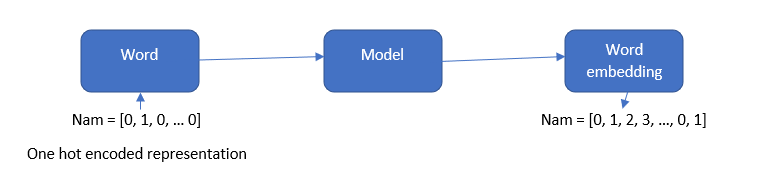 Word
Model
Word
embedding
Nam = [0, 1, 0, ... 0]
Nam = [0, 1, 2, 3, ..., 0, 1]
One hot encoded representation